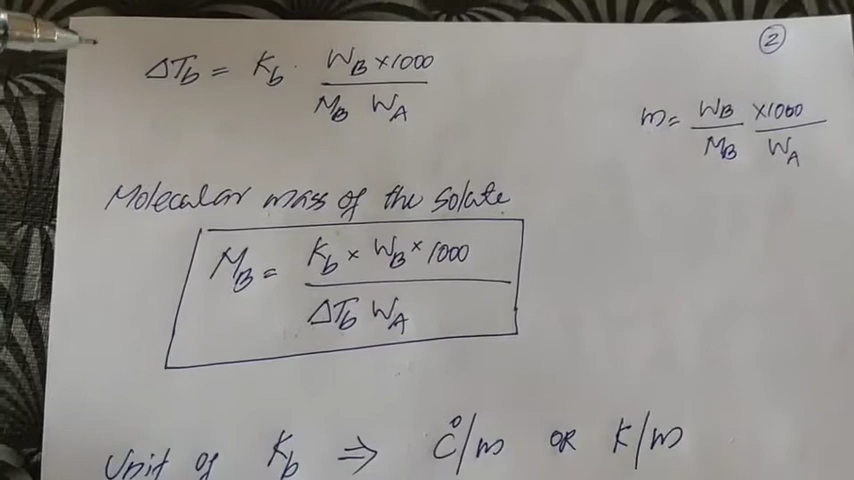 ②
ΔTb = Kb · WB × 1000 / MB WA
m = WB / MB × 1000 / WA
Molecular mass of the Solate
MB = Kb × WB × 1000 / ΔTb WA
Unit of Kb ⇒ C°/m OR K/m